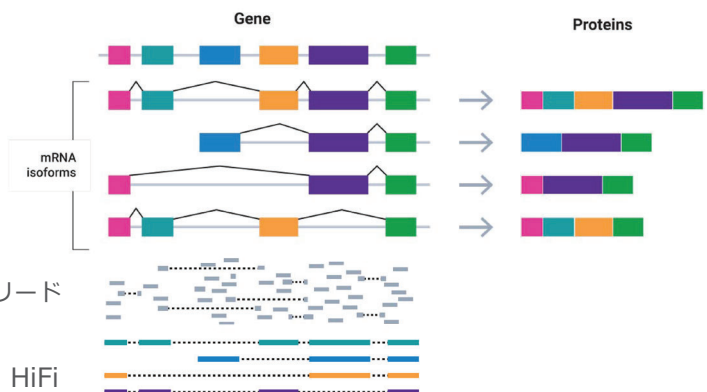 Gene
Proteins
mRNA
isoforms
リード
HiFi